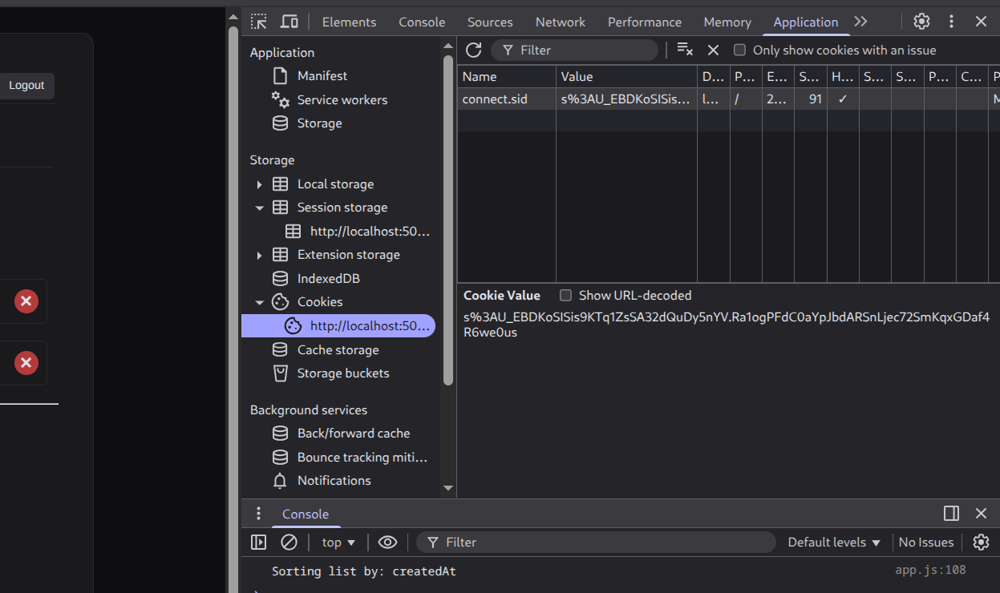 Elements Console Sources Network Performance Memory Application
Logout
Application
Manifest
Service workers
Storage
Storage
Local storage
Session storage
http://localhost:50...
Extension storage
IndexedDB
Cookies
http://localhost:50...
Cache storage
Storage buckets
Background services
Back/forward cache
Bounce tracking miti...
Notifications
Filter Only show cookies with an issue
Name Value D... P... E... S... H... S... S... P... C... P
connect.sid s%3AU_EBDKoSISis... l... / 2... 91 ✓ M
Cookie Value Show URL-decoded
s%3AU_EBDKoSISis9KTq1ZsSA32dQuDy5nYV.Ra1ogPFdC0aYpJbdARSnLjec72SmKqxGDaf4
R6we0us
Console
top Filter Default levels No Issues
Sorting list by: createdAt app.js:108